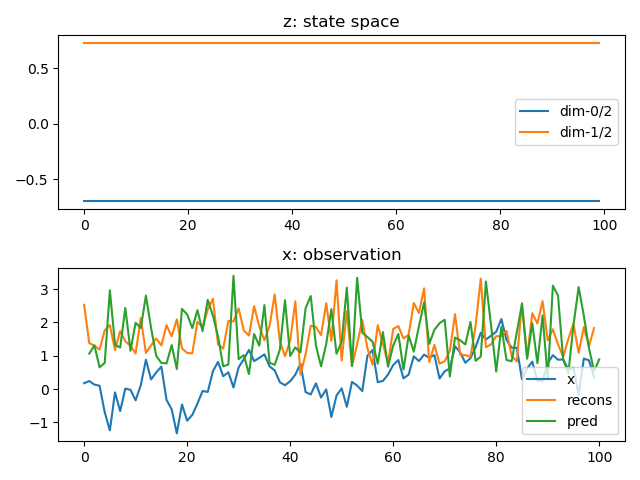 z: state space
0.5
0.0
−0.5
dim-0/2
dim-1/2
0 20 40 60 80 100
x: observation
3
2
1
0
−1
x
recons
pred
0 20 40 60 80 100